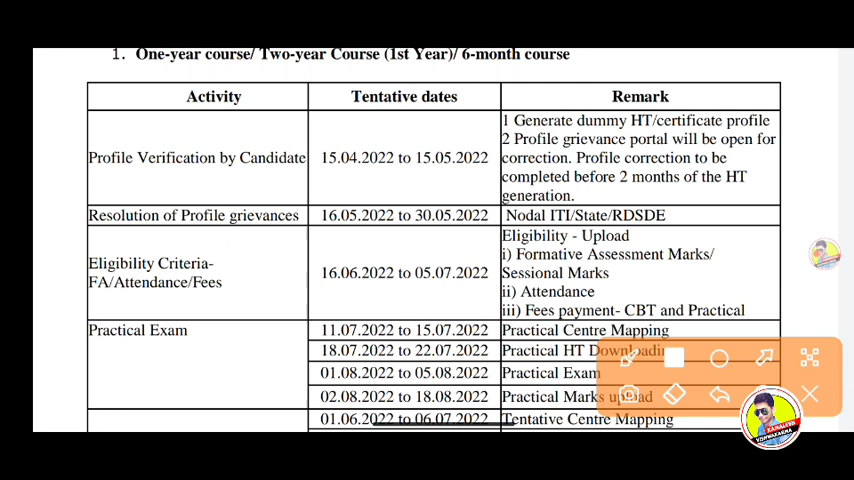 1. One-year course/ Two-year Course (1st Year)/ 6-month course
Activity Tentative dates Remark
Profile Verification by Candidate 15.04.2022 to 15.05.2022
1 Generate dummy HT/certificate profile
2 Profile grievance portal will be open for
correction. Profile correction to be
completed before 2 months of the HT
generation.
Resolution of Profile grievances 16.05.2022 to 30.05.2022 Nodal ITI/State/RDSDE
Eligibility Criteria-
FA/Attendance/Fees
16.06.2022 to 05.07.2022
Eligibility - Upload
i) Formative Assessment Marks/
Sessional Marks
ii) Attendance
iii) Fees payment- CBT and Practical
Practical Exam 11.07.2022 to 15.07.2022 Practical Centre Mapping
18.07.2022 to 22.07.2022 Practical HT Downloadin
01.08.2022 to 05.08.2022 Practical Exam
02.08.2022 to 18.08.2022 Practical Marks upload
01.06.2022 to 06.07.2022 Tentative Centre Mapping
KAMALESH
VISHWAKARMA